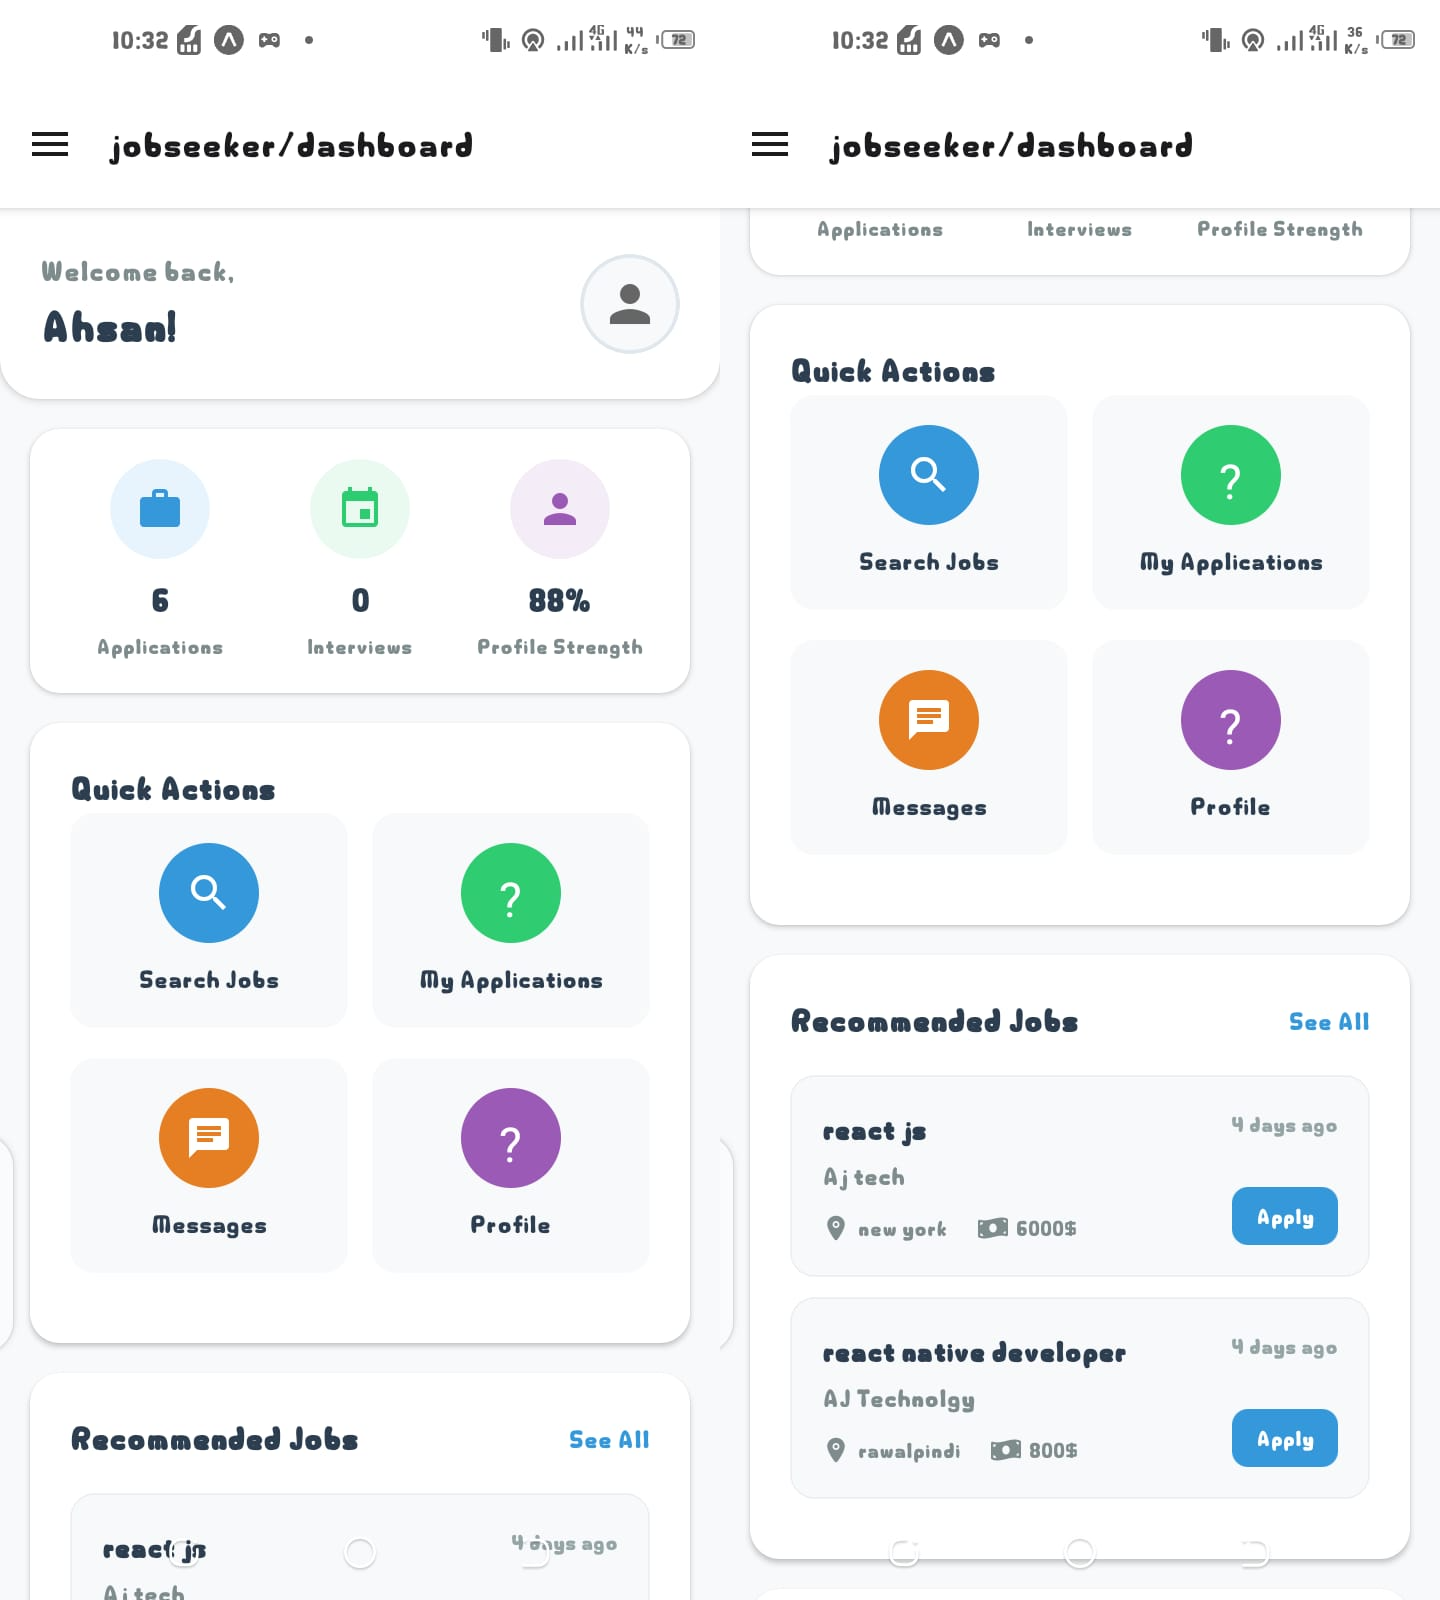 10:32
4G
44
K/s
72
jobseeker/dashboard
Welcome back,
Ahsan!
6
0
88%
Applications
Interviews
Profile Strength
Quick Actions
Search Jobs
?
My Applications
Messages
?
Profile
Recommended Jobs
See All
react js
4 days ago
Aj tech
10:32
4G
36
K/s
72
jobseeker/dashboard
Applications
Interviews
Profile Strength
Quick Actions
Search Jobs
?
My Applications
Messages
?
Profile
Recommended Jobs
See All
react js
4 days ago
Aj tech
new york
6000$
Apply
react native developer
4 days ago
AJ Technolgy
rawalpindi
800$
Apply